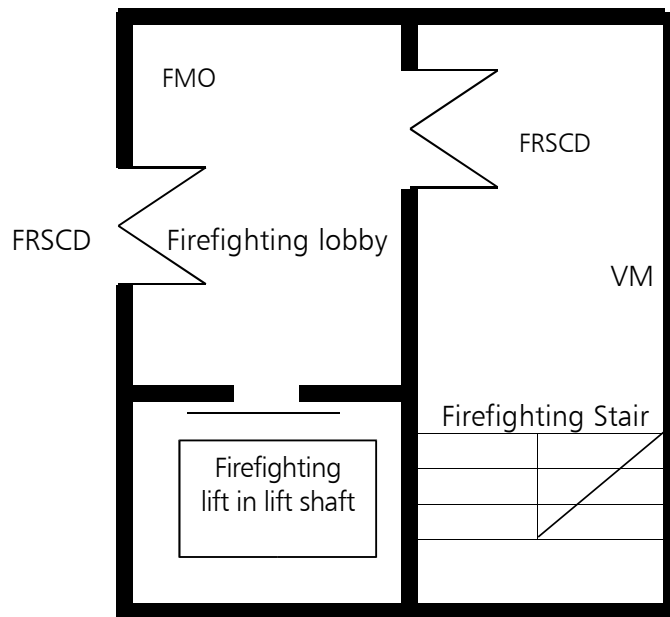 FMO
FRSCD
FRSCD
Firefighting lobby
VM
Firefighting Stair
Firefighting
lift in lift shaft